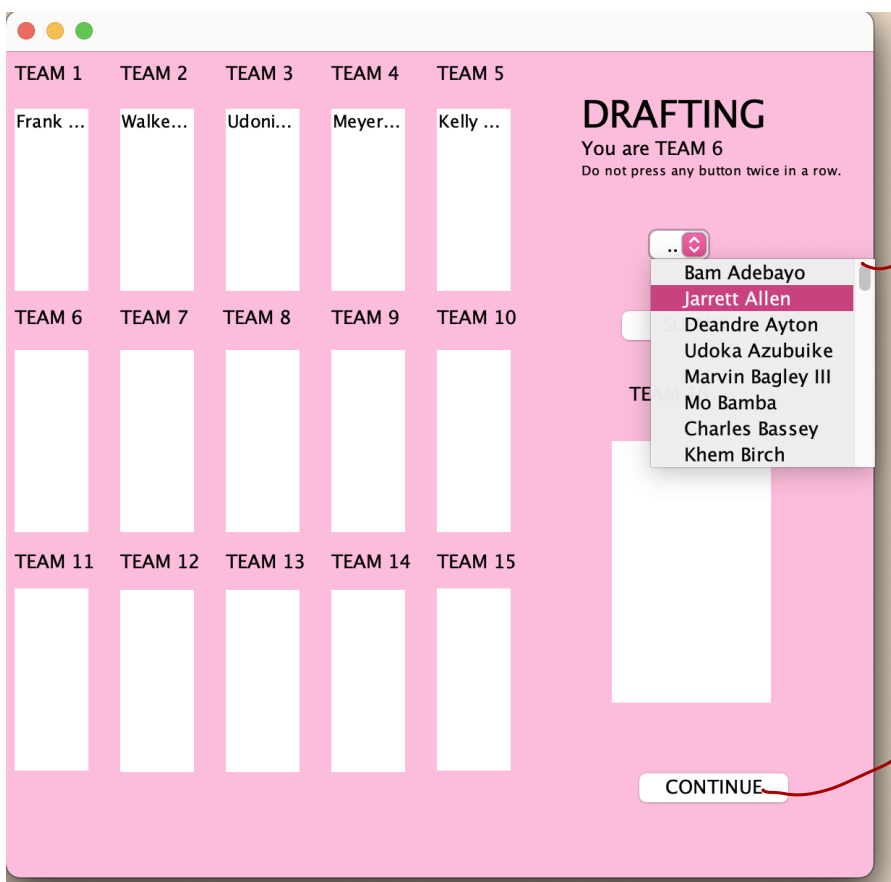 TEAM 1 TEAM 2 TEAM 3 TEAM 4 TEAM 5
Frank ... Walke... Udoni... Meyer... Kelly ...
DRAFTING
You are TEAM 6
Do not press any button twice in a row.
..
Bam Adebayo
Jarrett Allen
Deandre Ayton
Udoka Azubuike
Marvin Bagley III
Mo Bamba
Charles Bassey
Khem Birch
TEAM 6 TEAM 7 TEAM 8 TEAM 9 TEAM 10
TEAM 11 TEAM 12 TEAM 13 TEAM 14 TEAM 15
CONTINUE